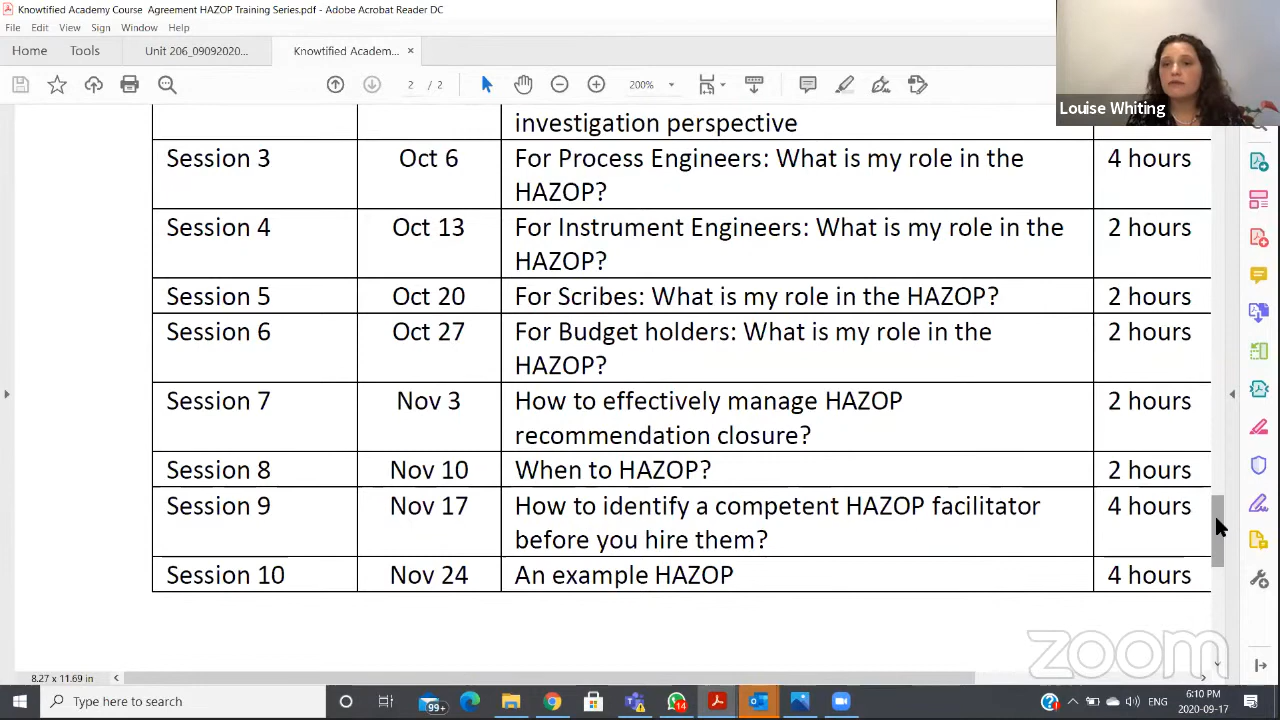 Knowtified Academy Course Agreement HAZOP Training Series.pdf - Adobe Acrobat Reader DC
File Edit View Sign Window Help
Home Tools Unit 206_09092020... Knowtified Academ... ×
2 / 2 200%
Louise Whiting
investigation perspective
Session 3 Oct 6 For Process Engineers: What is my role in the 4 hours
HAZOP?
Session 4 Oct 13 For Instrument Engineers: What is my role in the 2 hours
HAZOP?
Session 5 Oct 20 For Scribes: What is my role in the HAZOP? 2 hours
Session 6 Oct 27 For Budget holders: What is my role in the 2 hours
HAZOP?
Session 7 Nov 3 How to effectively manage HAZOP 2 hours
recommendation closure?
Session 8 Nov 10 When to HAZOP? 2 hours
Session 9 Nov 17 How to identify a competent HAZOP facilitator 4 hours
before you hire them?
Session 10 Nov 24 An example HAZOP 4 hours
zoom
8.27 x 11.69 in
Type here to search 99+ 14 ENG 6:10 PM
2020-09-17